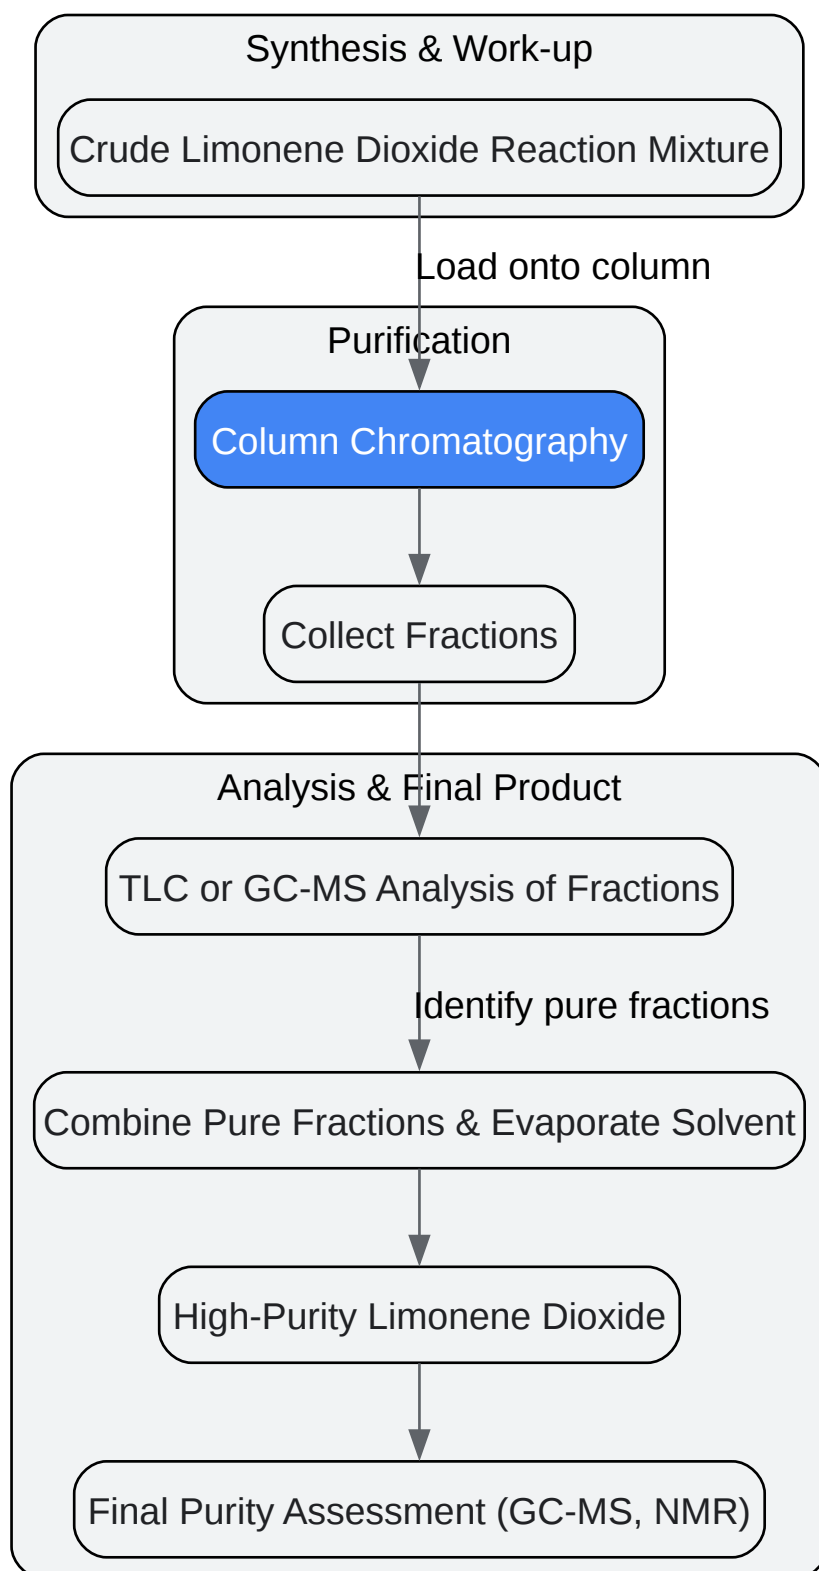 Synthesis & Work-up
Crude Limonene Dioxide Reaction Mixture
Load onto column
Purification
Column Chromatography
Collect Fractions
Analysis & Final Product
TLC or GC-MS Analysis of Fractions
Identify pure fractions
Combine Pure Fractions & Evaporate Solvent
High-Purity Limonene Dioxide
Final Purity Assessment (GC-MS, NMR)